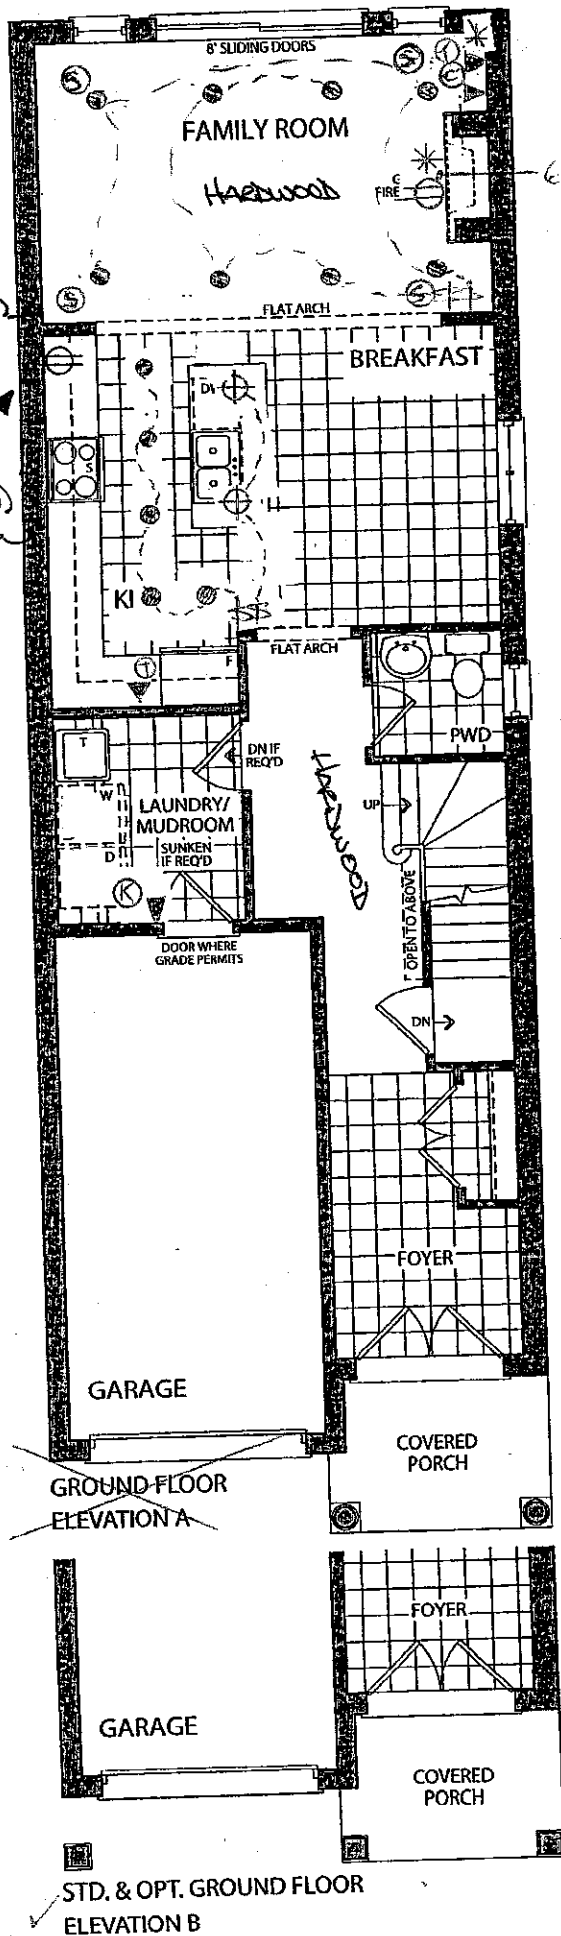 8' SLIDING DOORS
S
S
Y
C
FAMILY ROOM
HARDWOOD
G
FIRE
S
S
FLAT ARCH
BREAKFAST
S
KI
T
F
FLAT ARCH
PWD
T
DN IF
REQ'D
W
LAUNDRY/
MUDROOM
D
SUNKEN
IF REQ'D
K
HARDWOOD
UP
OPEN TO ABOVE
DOOR WHERE
GRADE PERMITS
DN
FOYER
GARAGE
COVERED
PORCH
GROUND FLOOR
ELEVATION A
FOYER
GARAGE
COVERED
PORCH
STD. & OPT. GROUND FLOOR
ELEVATION B